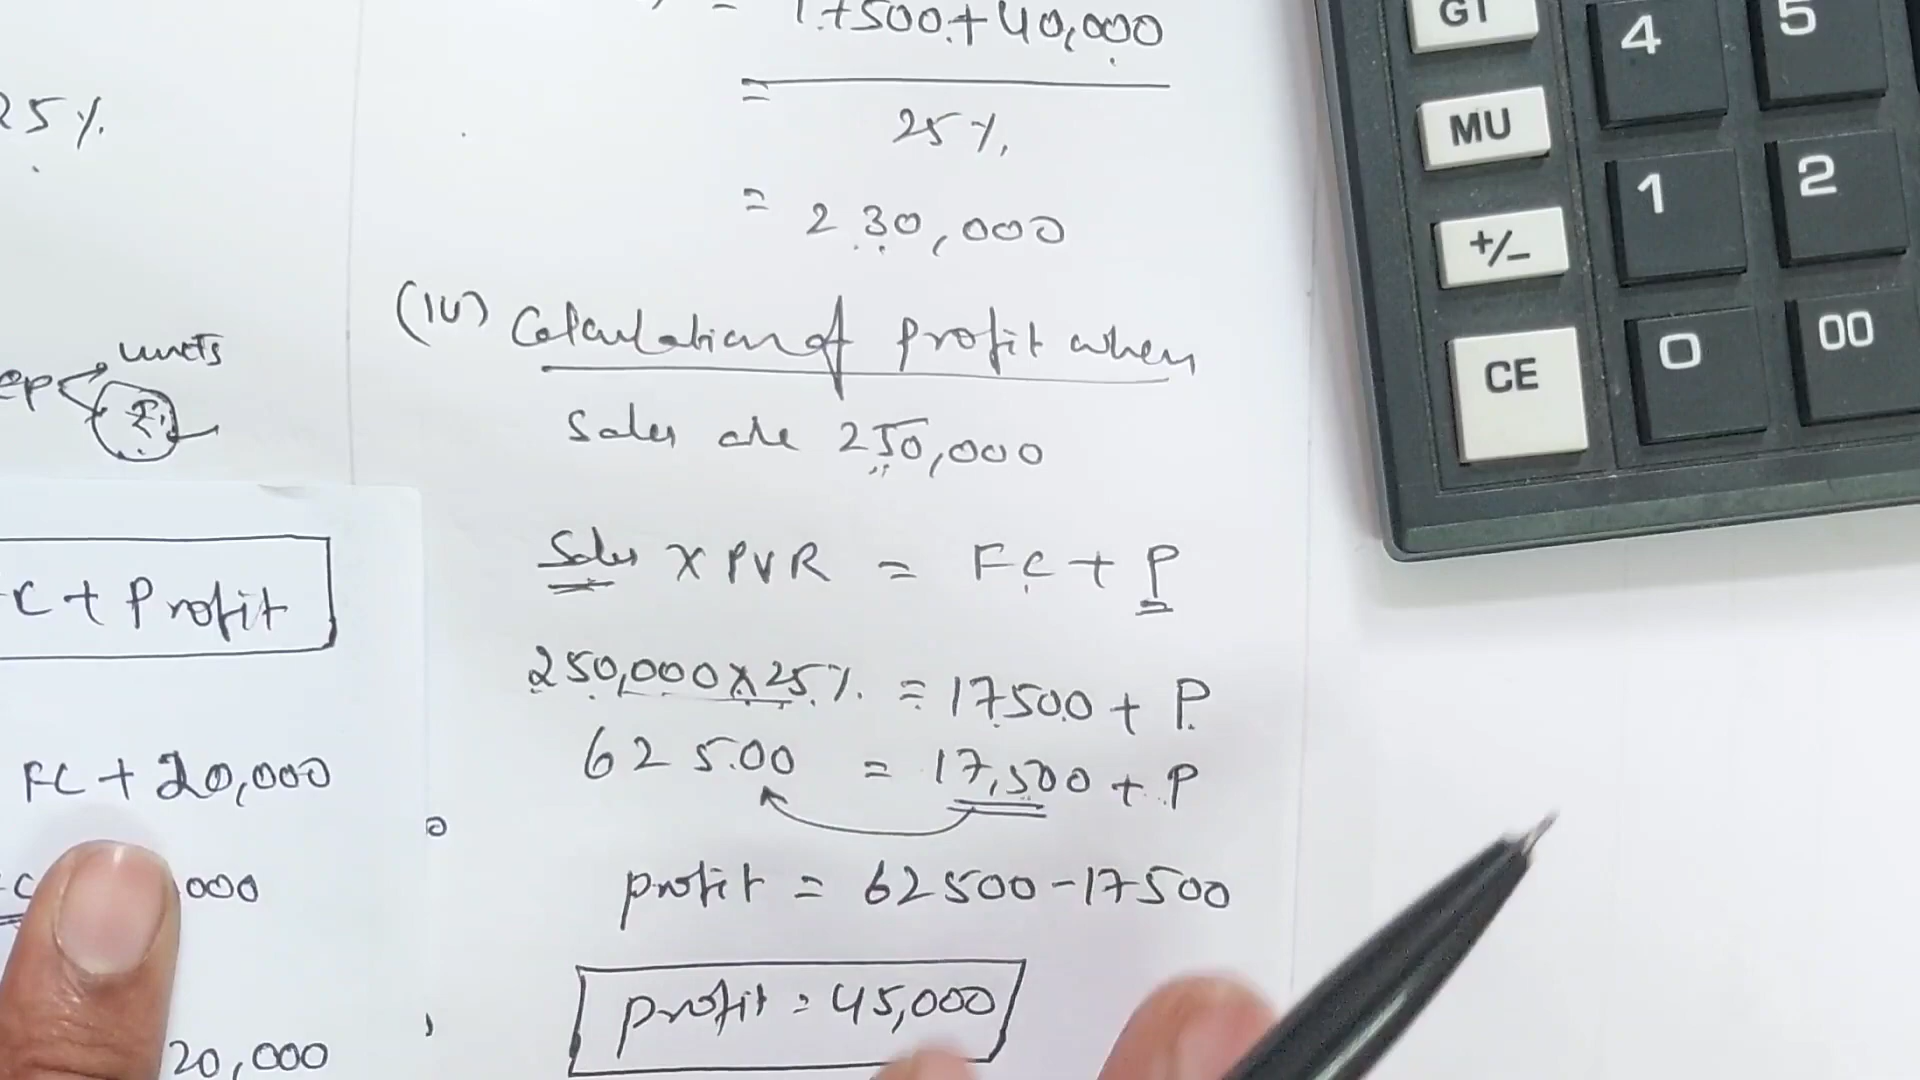 = 17500 + 40,000
=
25%
= 230,000
(IV) Calculation of profit when
Sales are 250,000
Sales X PVR = FC + P
250,000 X 25% = 17500 + P
62500 = 17,500 + P
profit = 62500 - 17500
profit = 45,000
25%
units
C + Profit
FC + 20,000
000
20,000
GT
4
5
MU
1
2
+/-
CE
0
00